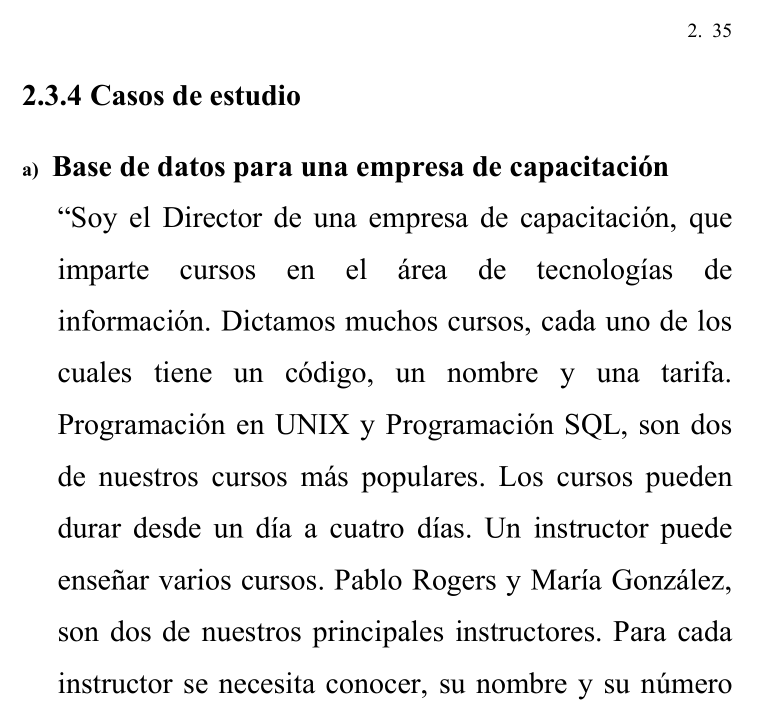 2. 35
2.3.4 Casos de estudio
a) Base de datos para una empresa de capacitación
“Soy el Director de una empresa de capacitación, que
imparte cursos en el área de tecnologías de
información. Dictamos muchos cursos, cada uno de los
cuales tiene un código, un nombre y una tarifa.
Programación en UNIX y Programación SQL, son dos
de nuestros cursos más populares. Los cursos pueden
durar desde un día a cuatro días. Un instructor puede
enseñar varios cursos. Pablo Rogers y María González,
son dos de nuestros principales instructores. Para cada
instructor se necesita conocer, su nombre y su número